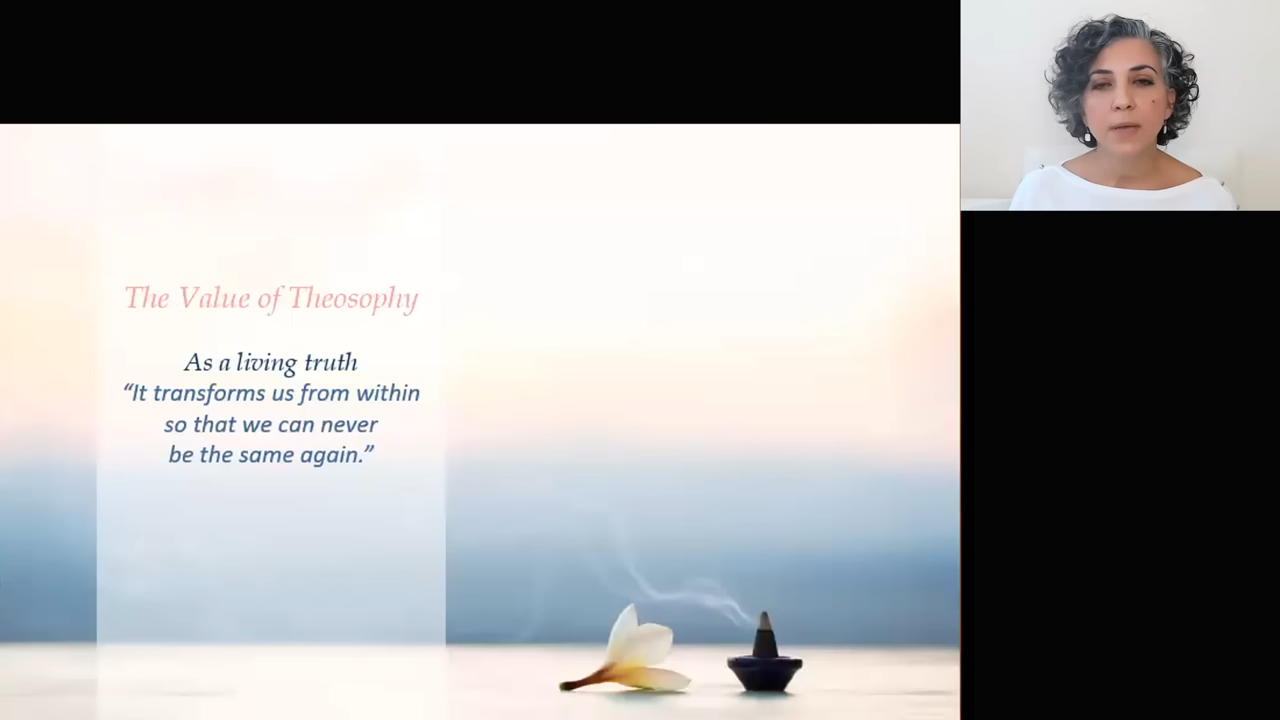 The Value of Theosophy
As a living truth
“It transforms us from within
so that we can never
be the same again.”